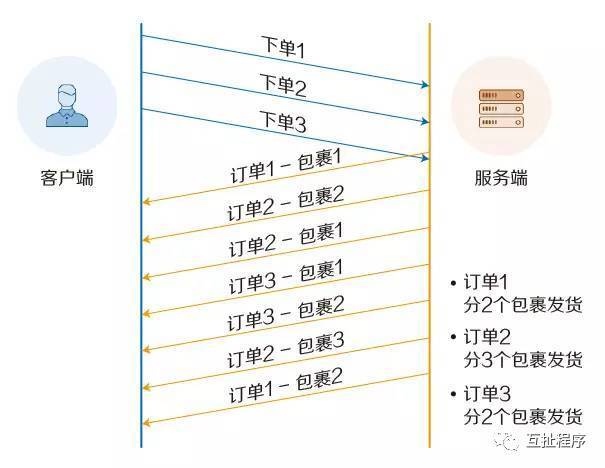 下单1
下单2
下单3
客户端
服务端
订单1 – 包裹1
订单2 – 包裹2
订单2 – 包裹1
订单3 – 包裹1
订单3 – 包裹2
订单2 – 包裹3
订单1 – 包裹2
• 订单1
分2个包裹发货
• 订单2
分3个包裹发货
• 订单3
分2个包裹发货
互扯程序